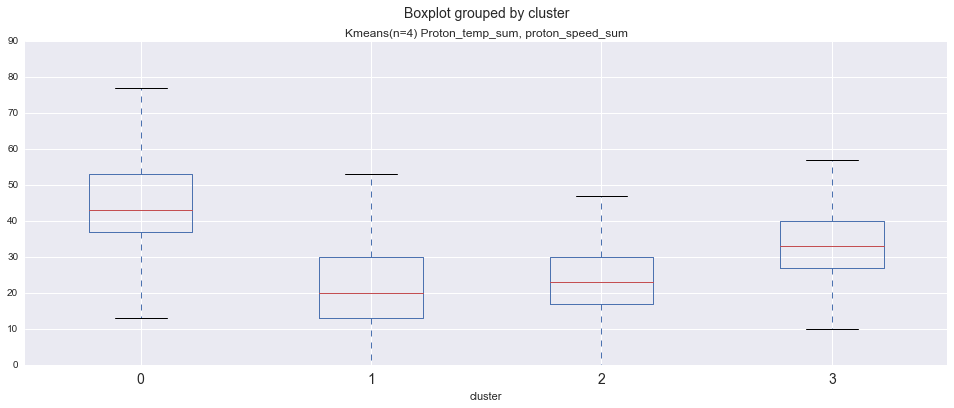 Boxplot grouped by cluster
Kmeans(n=4) Proton_temp_sum, proton_speed_sum
90
80
70
60
50
40
30
20
10
0
0 1 2 3
cluster